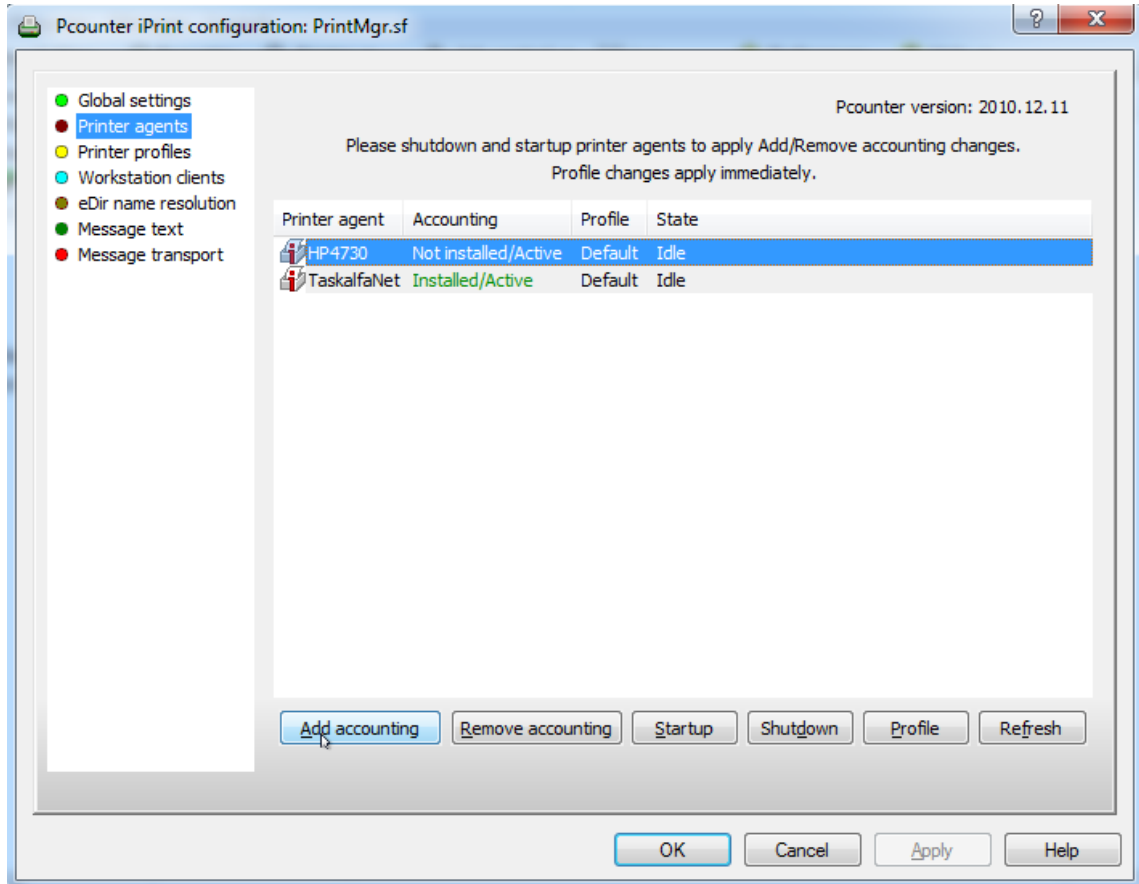 Pcounter iPrint configuration: PrintMgr.sf
Global settings
Printer agents
Printer profiles
Workstation clients
eDir name resolution
Message text
Message transport
Pcounter version: 2010.12.11
Please shutdown and startup printer agents to apply Add/Remove accounting changes.
Profile changes apply immediately.
Printer agent Accounting Profile State
HP4730 Not installed/Active Default Idle
TaskalfaNet Installed/Active Default Idle
Add accounting Remove accounting Startup Shutdown Profile Refresh
OK Cancel Apply Help